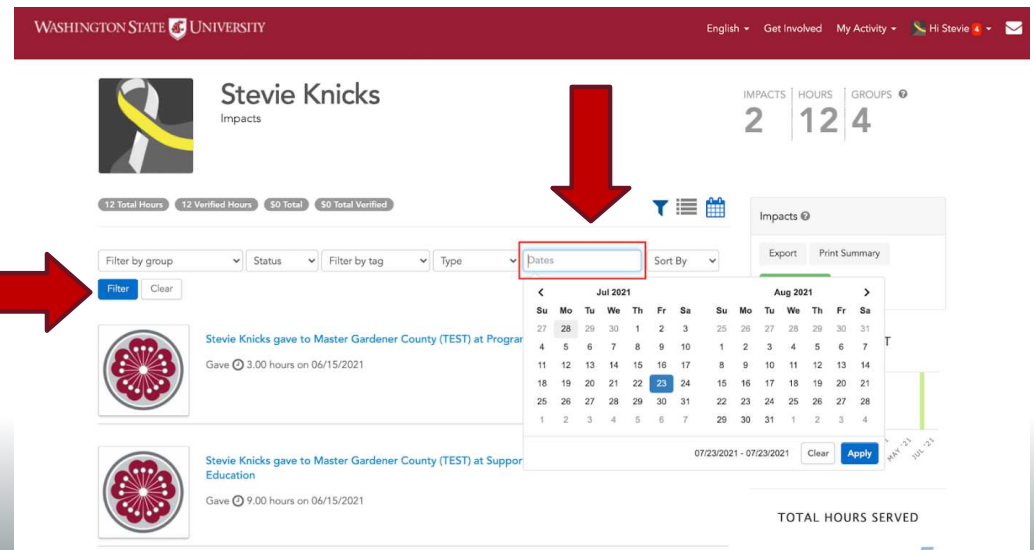 WASHINGTON STATE UNIVERSITY
English Get Involved My Activity Hi Stevie 4
Stevie Knicks
Impacts
IMPACTS HOURS GROUPS
2 12 4
12 Total Hours 12 Verified Hours $0 Total $0 Total Verified
Impacts
Export Print Summary
Filter by group Status Filter by tag Type Dates Sort By
Filter Clear
Jul 2021 Aug 2021
Su Mo Tu We Th Fr Sa Su Mo Tu We Th Fr Sa
27 28 29 30 1 2 3 25 26 27 28 29 30 31
4 5 6 7 8 9 10 1 2 3 4 5 6 7
11 12 13 14 15 16 17 8 9 10 11 12 13 14
18 19 20 21 22 23 24 15 16 17 18 19 20 21
25 26 27 28 29 30 31 22 23 24 25 26 27 28
1 2 3 4 5 6 7 29 30 31 1 2 3 4
07/23/2021 - 07/23/2021 Clear Apply
Stevie Knicks gave to Master Gardener County (TEST) at Progra
Gave 3.00 hours on 06/15/2021
T
MAY '21 JUL '21
Stevie Knicks gave to Master Gardener County (TEST) at Suppor
Education
Gave 9.00 hours on 06/15/2021
TOTAL HOURS SERVED